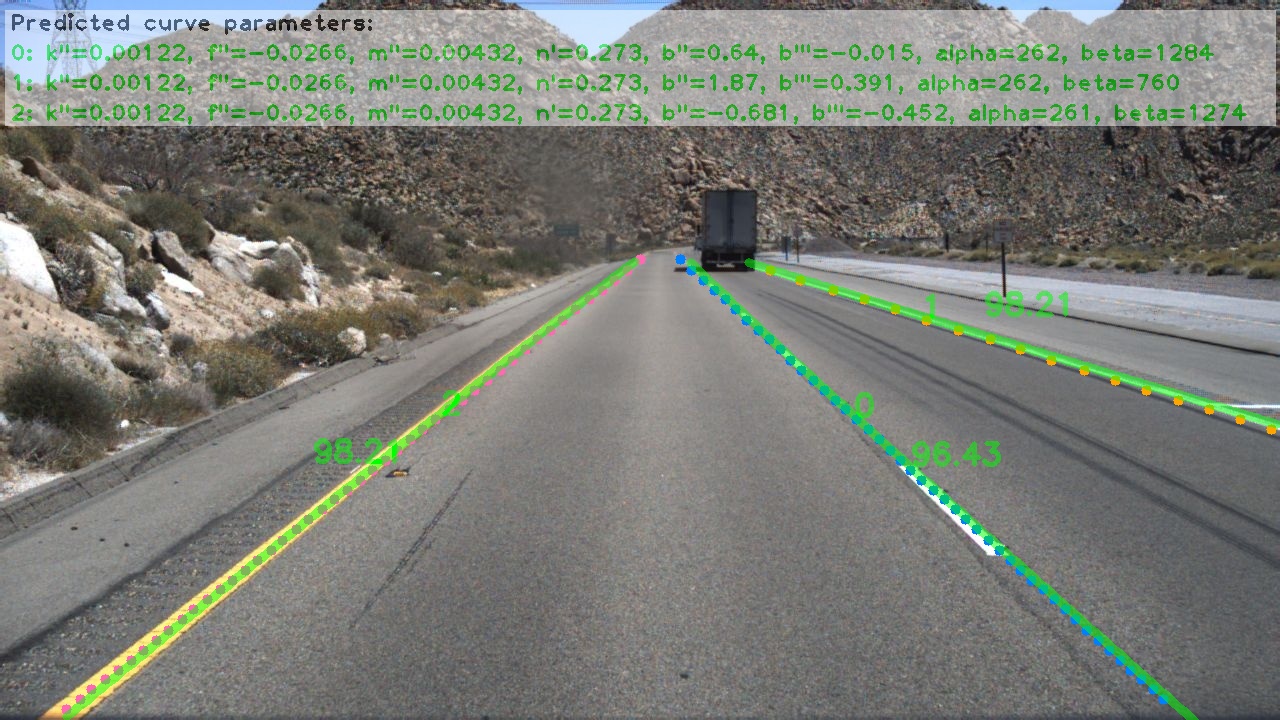 Predicted curve parameters:
0: k''=0.00122, f''=-0.0266, m''=0.00432, n'=0.273, b''=0.64, b'''=-0.015, alpha=262, beta=1284
1: k''=0.00122, f''=-0.0266, m''=0.00432, n'=0.273, b''=1.87, b'''=0.391, alpha=262, beta=760
2: k''=0.00122, f''=-0.0266, m''=0.00432, n'=0.273, b''=-0.681, b'''=-0.452, alpha=261, beta=1274
1 98.21
2 0
98.21 98.43